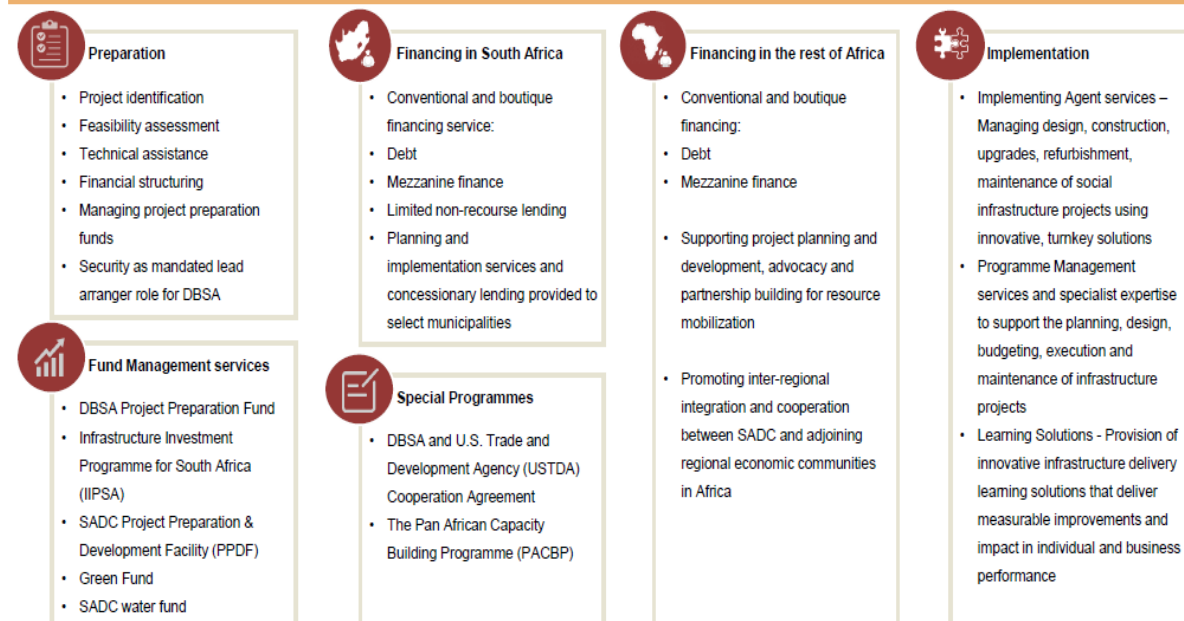 Preparation
• Project identification
• Feasibility assessment
• Technical assistance
• Financial structuring
• Managing project preparation
funds
• Security as mandated lead
arranger role for DBSA
Fund Management services
• DBSA Project Preparation Fund
• Infrastructure Investment
Programme for South Africa
(IIPSA)
• SADC Project Preparation &
Development Facility (PPDF)
• Green Fund
• SADC water fund
Financing in South Africa
• Conventional and boutique
financing service:
• Debt
• Mezzanine finance
• Limited non-recourse lending
• Planning and
implementation services and
concessionary lending provided to
select municipalities
Special Programmes
• DBSA and U.S. Trade and
Development Agency (USTDA)
Cooperation Agreement
• The Pan African Capacity
Building Programme (PACBP)
Financing in the rest of Africa
• Conventional and boutique
financing:
• Debt
• Mezzanine finance
• Supporting project planning and
development, advocacy and
partnership building for resource
mobilization
• Promoting inter-regional
integration and cooperation
between SADC and adjoining
regional economic communities
in Africa
Implementation
• Implementing Agent services –
Managing design, construction,
upgrades, refurbishment,
maintenance of social
infrastructure projects using
innovative, turnkey solutions
• Programme Management
services and specialist expertise
to support the planning, design,
budgeting, execution and
maintenance of infrastructure
projects
• Learning Solutions - Provision of
innovative infrastructure delivery
learning solutions that deliver
measurable improvements and
impact in individual and business
performance